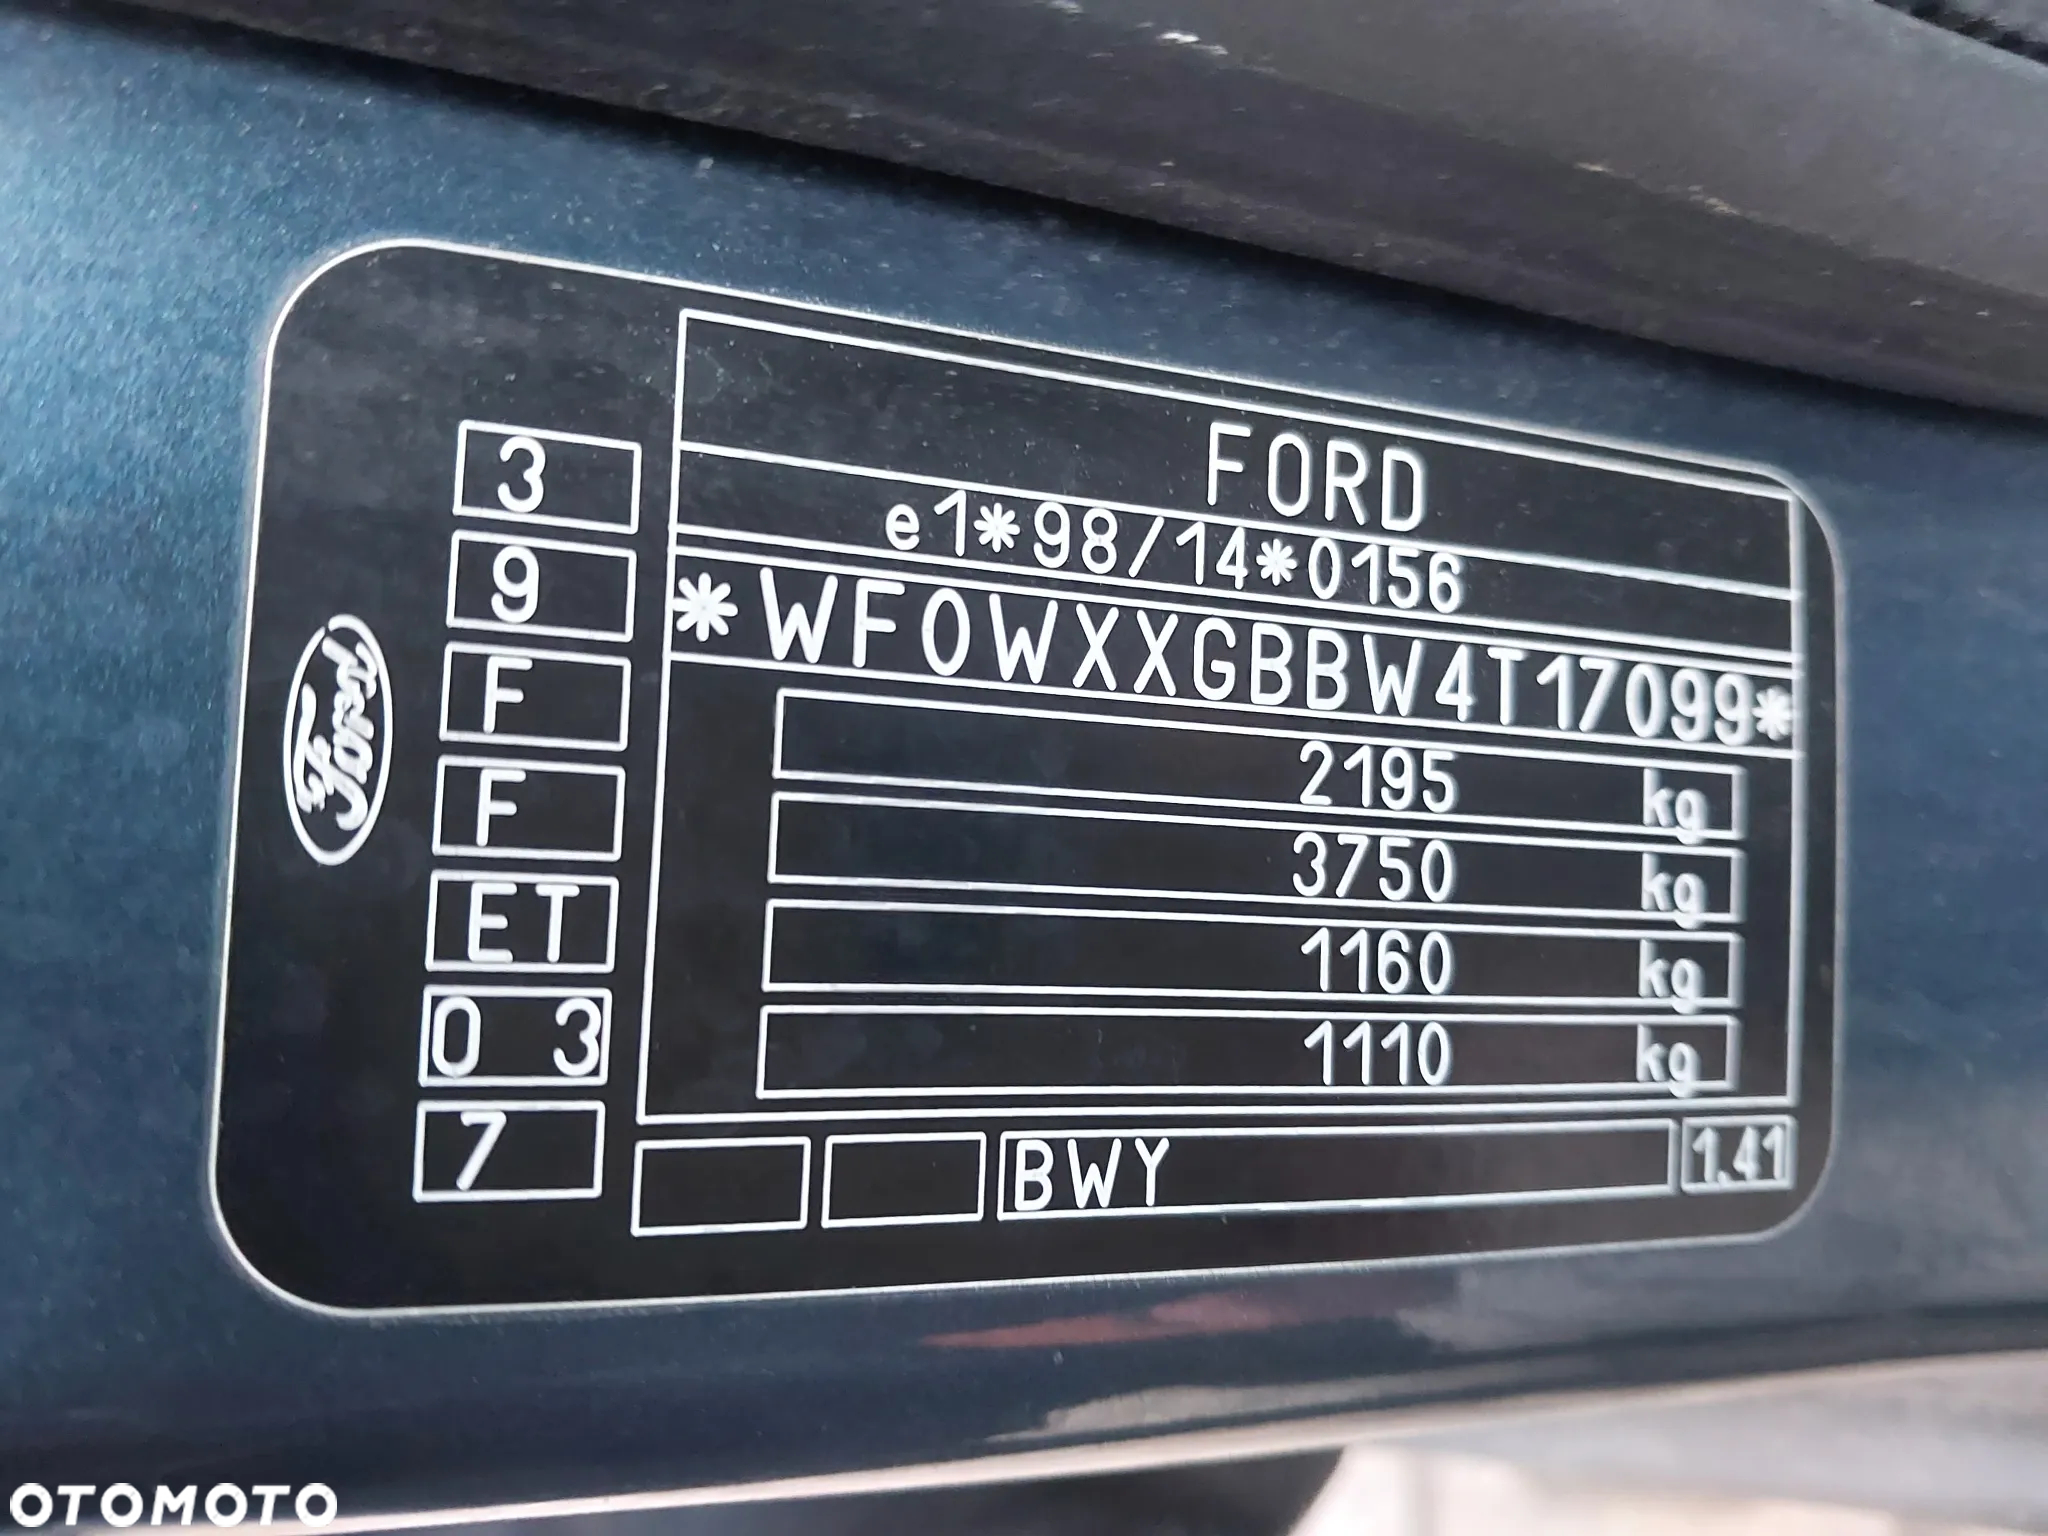 FORD
e1*98/14*0156
*WF0WXXGBBW4T17099*
2195 kg
3750 kg
1160 kg
1110 kg
3
9
F
F
ET
0 3
7
Ford
BWY
1.41
OTOMOTO